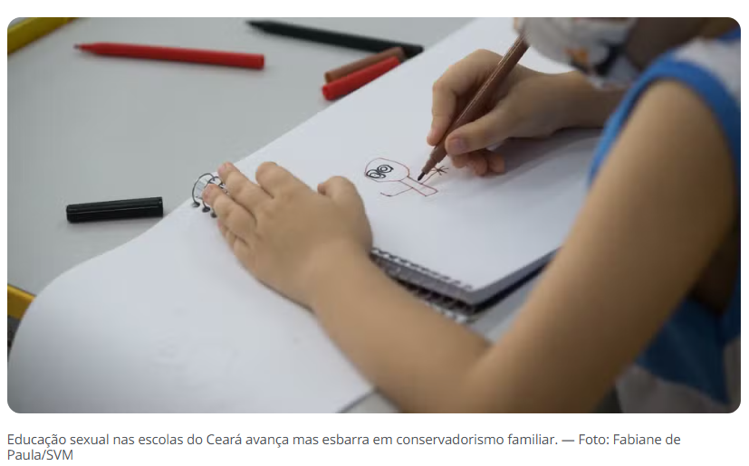 Educação sexual nas escolas do Ceará avança mas esbarra em conservadorismo familiar. — Foto: Fabiane de
Paula/SVM